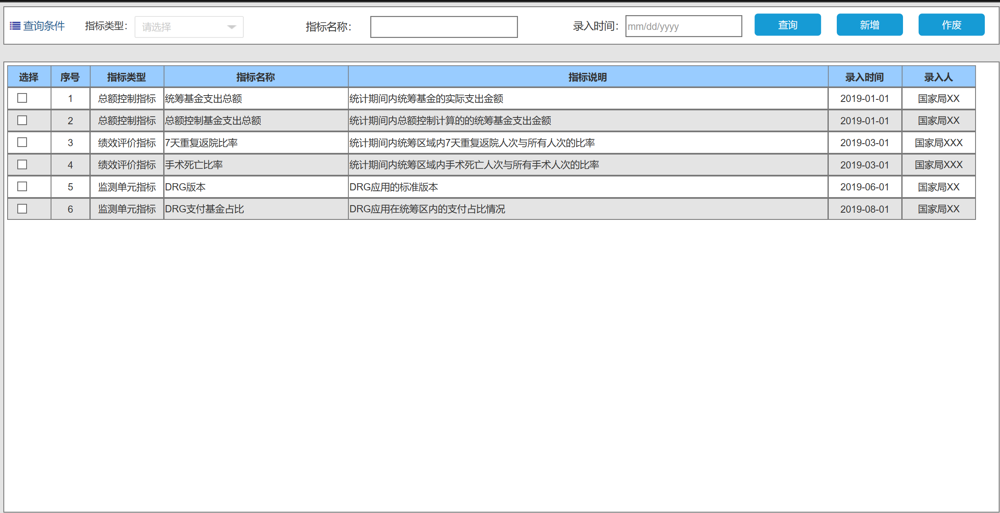 查询条件 指标类型： 请选择 指标名称： 录入时间： mm/dd/yyyy 查询 新增 作废
选择 序号 指标类型 指标名称 指标说明 录入时间 录入人
1 总额控制指标 统筹基金支出总额 统计期间内统筹基金的实际支出金额 2019-01-01 国家局XX
2 总额控制指标 总额控制基金支出总额 统计期间内总额控制计算的的统筹基金支出金额 2019-01-01 国家局XX
3 绩效评价指标 7天重复返院比率 统计期间内统筹区域内7天重复返院人次与所有人次的比率 2019-03-01 国家局XXX
4 绩效评价指标 手术死亡比率 统计期间内统筹区域内手术死亡人次与所有手术人次的比率 2019-03-01 国家局XXX
5 监测单元指标 DRG版本 DRG应用的标准版本 2019-06-01 国家局XX
6 监测单元指标 DRG支付基金占比 DRG应用在统筹区内的支付占比情况 2019-08-01 国家局XX